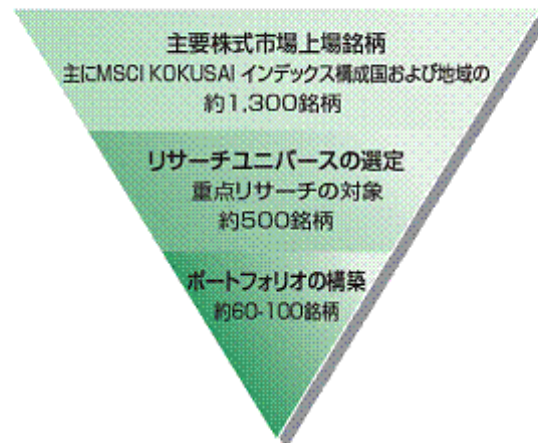 主要株式市場上場銘柄
主にMSCI KOKUSAI インデックス構成国および地域の
約1,300銘柄
リサーチユニバースの選定
重点リサーチの対象
約500銘柄
ポートフォリオの構築
約60-100銘柄